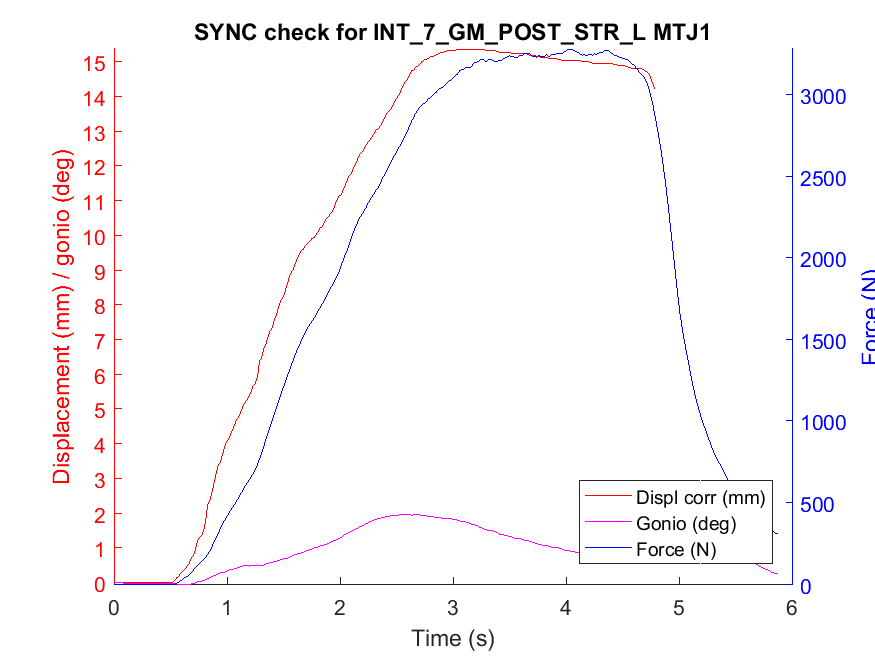 SYNC check for INT_7_GM_POST_STR_L MTJ1
Displacement (mm) / gonio (deg)
15
14
13
12
11
10
9
8
7
6
5
4
3
2
1
0
3000
2500
2000
1500
1000
500
0
Force (N)
Displ corr (mm)
Gonio (deg)
Force (N)
0 1 2 3 4 5 6
Time (s)